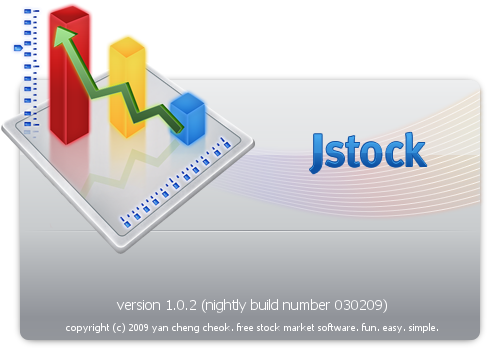 Jstock
version 1.0.2 (nightly build number 030209)
copyright (c) 2009 yan cheng cheok. free stock market software. fun. easy. simple.